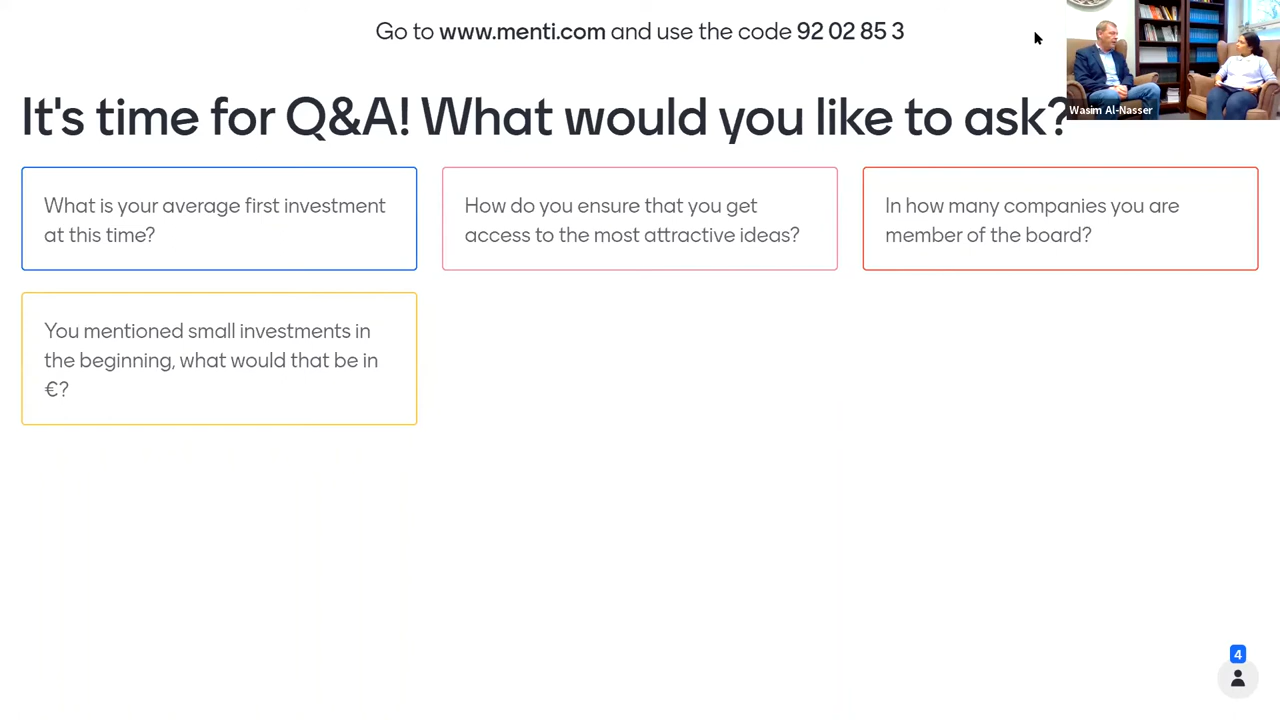 Go to www.menti.com and use the code 92 02 85 3
Wasim Al-Nasser
It's time for Q&A! What would you like to ask?
What is your average first investment
at this time?
How do you ensure that you get
access to the most attractive ideas?
In how many companies you are
member of the board?
You mentioned small investments in
the beginning, what would that be in
€?
4